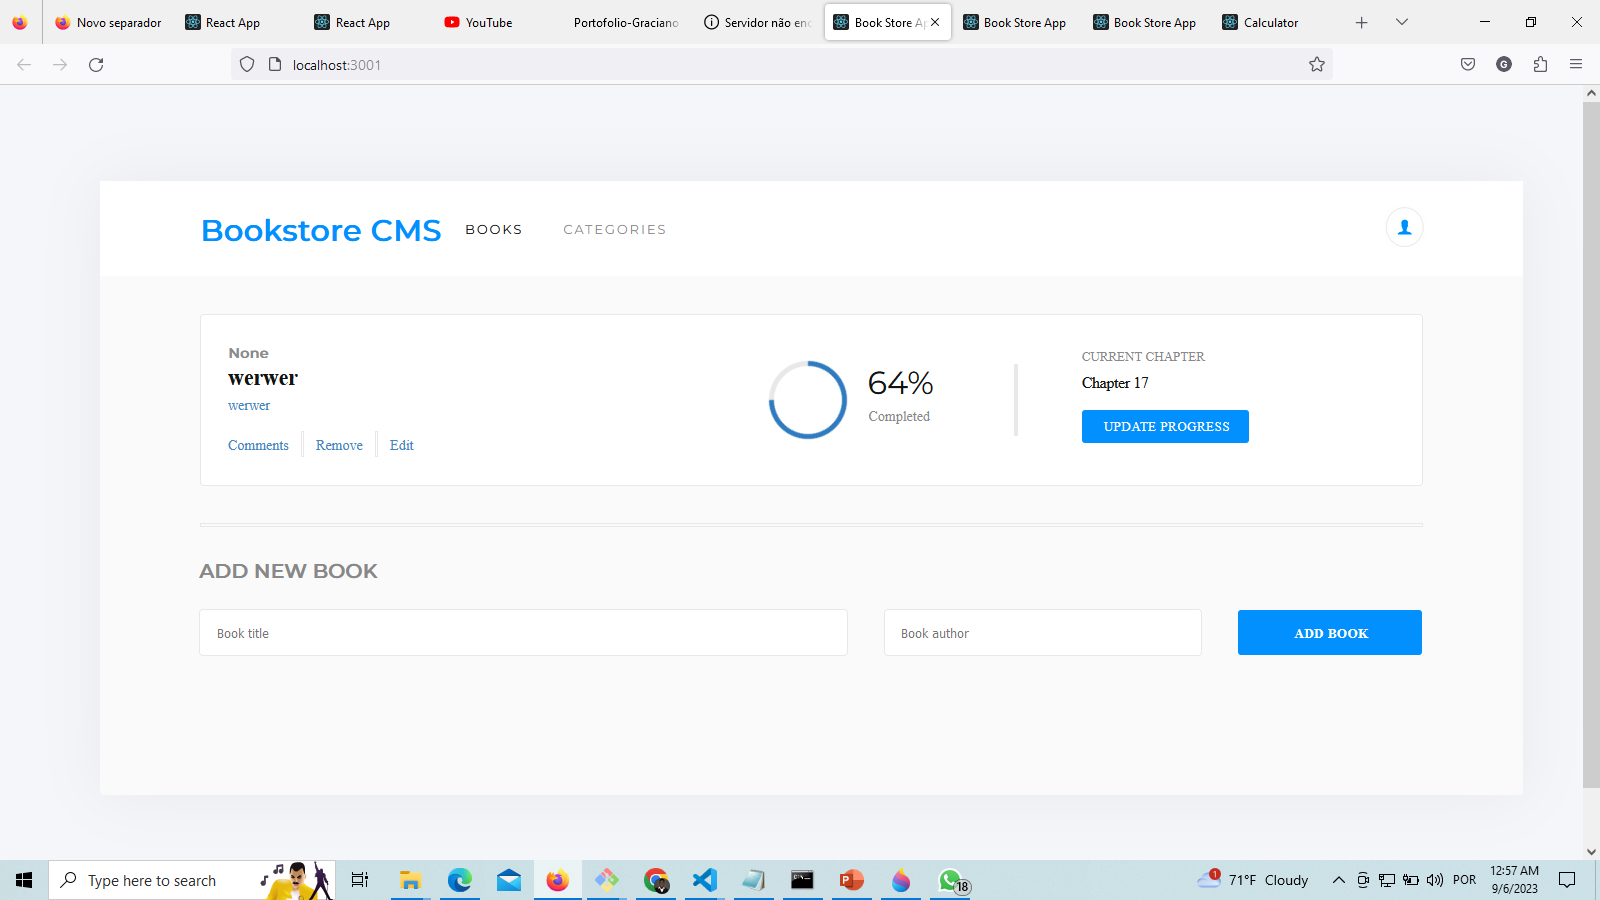 Novo separador
React App
React App
YouTube
Portofolio-Graciano
Servidor não enc
Book Store Ap
Book Store App
Book Store App
Calculator
localhost:3001
G
Bookstore CMS
BOOKS
CATEGORIES
None
werwer
werwer
Comments
Remove
Edit
64%
Completed
CURRENT CHAPTER
Chapter 17
UPDATE PROGRESS
ADD NEW BOOK
Book title
Book author
ADD BOOK
Type here to search
18
1
71°F Cloudy
POR
12:57 AM
9/6/2023